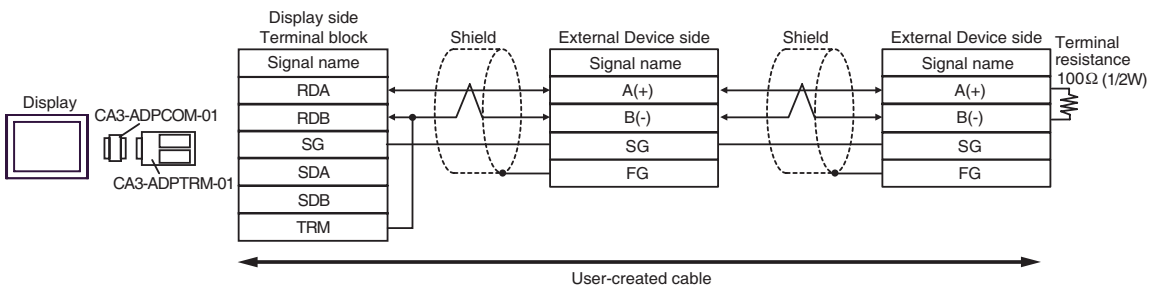 Display
CA3-ADPCOM-01
CA3-ADPTRM-01
Display side
Terminal block
Signal name
RDA
RDB
SG
SDA
SDB
TRM
Shield
External Device side
Signal name
A(+)
B(-)
SG
FG
Shield
External Device side
Signal name
A(+)
B(-)
SG
FG
Terminal
resistance
100Ω (1/2W)
User-created cable